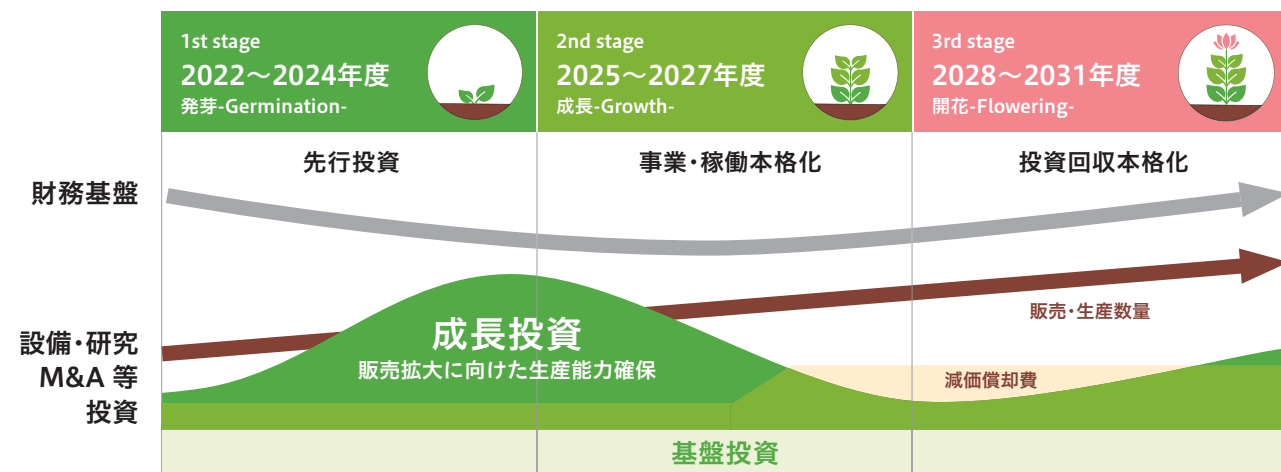 1st stage
2022〜2024年度
発芽-Germination-
2nd stage
2025〜2027年度
成長-Growth-
3rd stage
2028〜2031年度
開花-Flowering-
先行投資
事業・稼働本格化
投資回収本格化
財務基盤
販売・生産数量
成長投資
販売拡大に向けた生産能力確保
設備・研究
M&A 等
投資
減価償却費
基盤投資